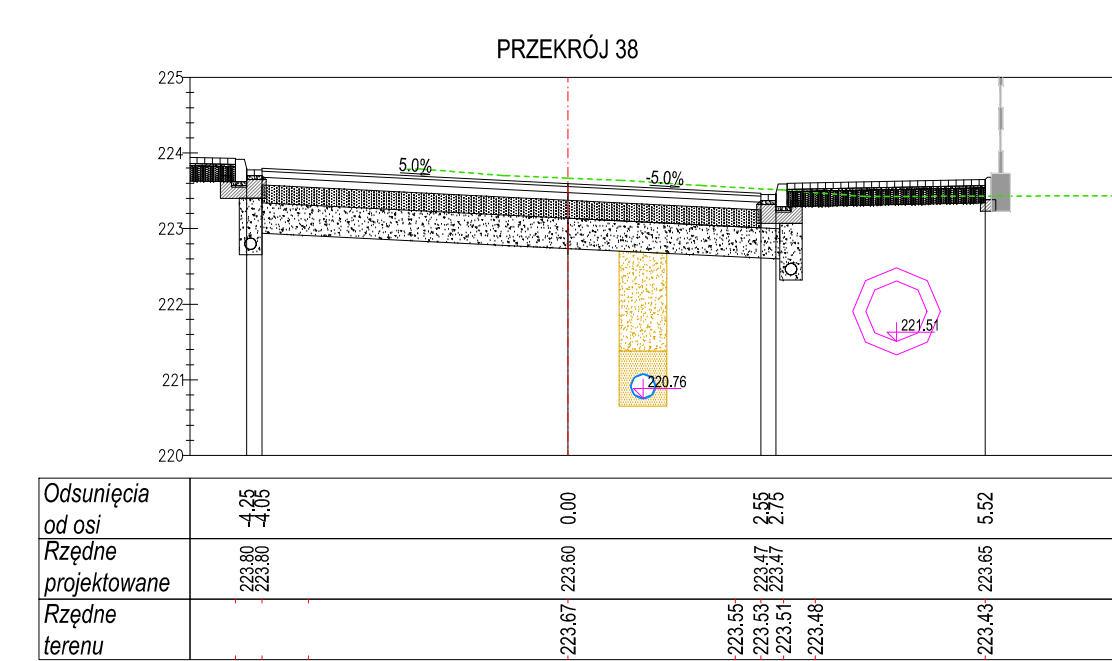 PRZEKRÓJ 38
225
224
223
222
221
220
5.0%
-5.0%
221.51
220.76
Odsunięcia
od osi
-4.25 -4.05 0.00 2.55 2.75 5.52
Rzędne
projektowane
223.80 223.80 223.60 223.47 223.47 223.65
Rzędne
terenu
223.67 223.55 223.53 223.51 223.48 223.43